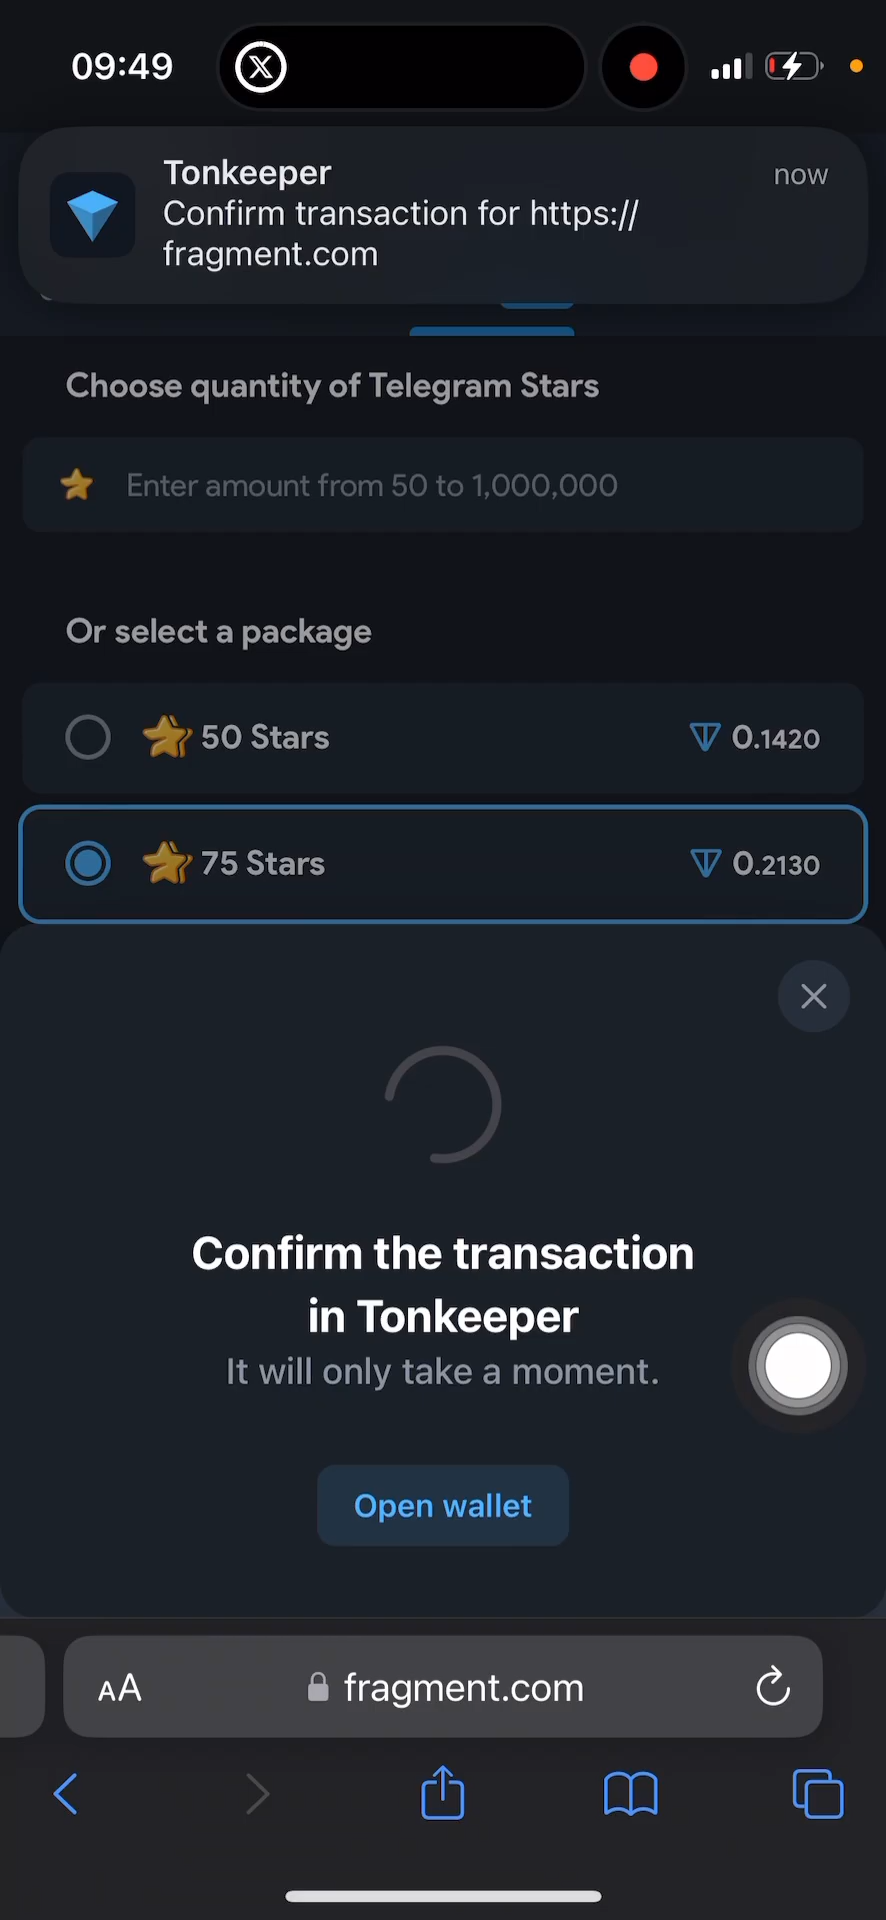 09:49
Tonkeeper
now
Confirm transaction for https://
fragment.com
Choose quantity of Telegram Stars
Enter amount from 50 to 1,000,000
Or select a package
50 Stars
0.1420
75 Stars
0.2130
Confirm the transaction
in Tonkeeper
It will only take a moment.
Open wallet
AA
fragment.com